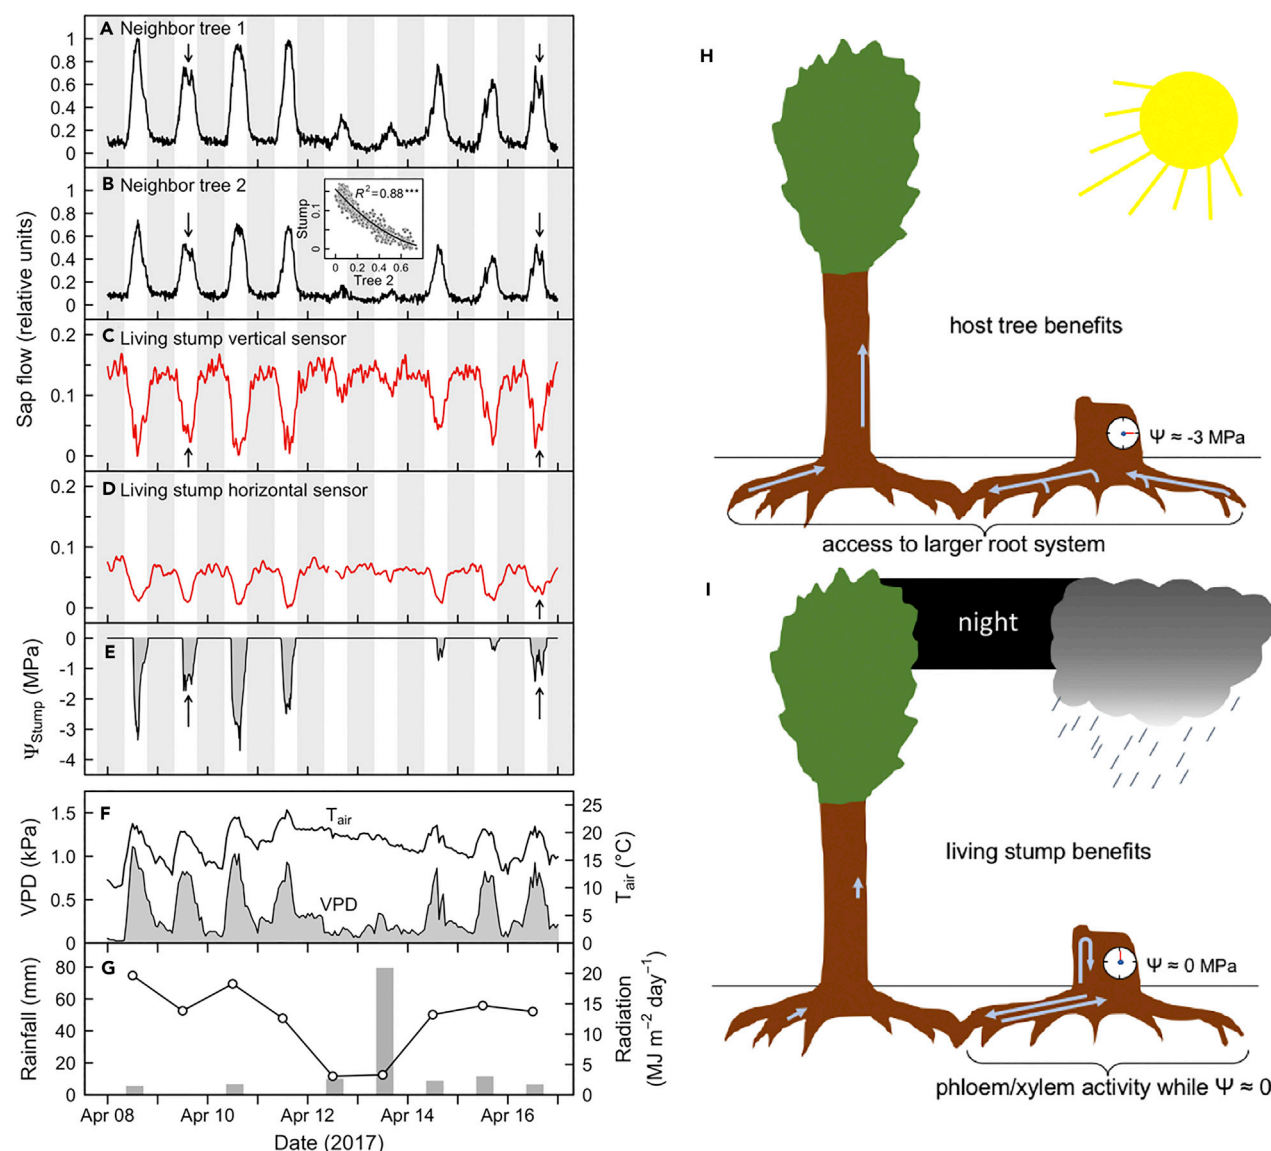 A Neighbor tree 1
1
0.8
0.6
0.4
0.2
0
B Neighbor tree 2
1
0.8
0.6
0.4
0.2
0
R²=0.88***
Stump
0.1
0
0 0.2 0.4 0.6
Tree 2
Sap flow (relative units)
C Living stump vertical sensor
0.2
0.1
0
D Living stump horizontal sensor
0.2
0.1
0
E
0
-1
-2
-3
-4
ΨStump (MPa)
F
Tair
VPD
1.5
1.0
0.5
0
VPD (kPa)
25
20
15
10
5
0
Tair (°C)
G
80
60
40
20
0
Rainfall (mm)
20
15
10
5
0
Radiation
(MJ m⁻² day⁻¹)
Apr 08 Apr 10 Apr 12 Apr 14 Apr 16
Date (2017)
H
host tree benefits
Ψ ≈ -3 MPa
access to larger root system
I
night
living stump benefits
Ψ ≈ 0 MPa
phloem/xylem activity while Ψ ≈ 0